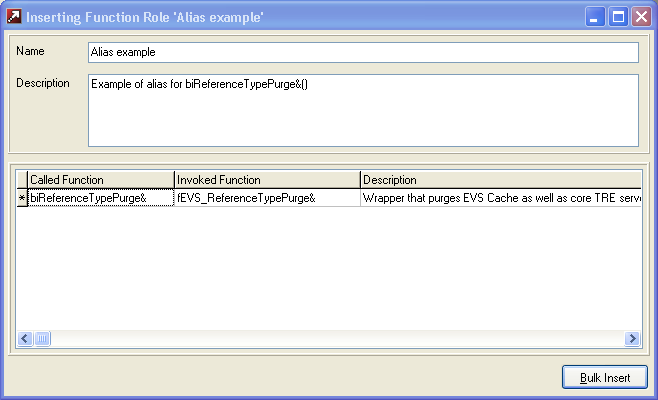 Inserting Function Role 'Alias example'
Name Alias example
Description Example of alias for biReferenceTypePurge&()
Called Function Invoked Function Description
* biReferenceTypePurge& fEVS_ReferenceTypePurge& Wrapper that purges EVS Cache as well as core TRE serve
Bulk Insert